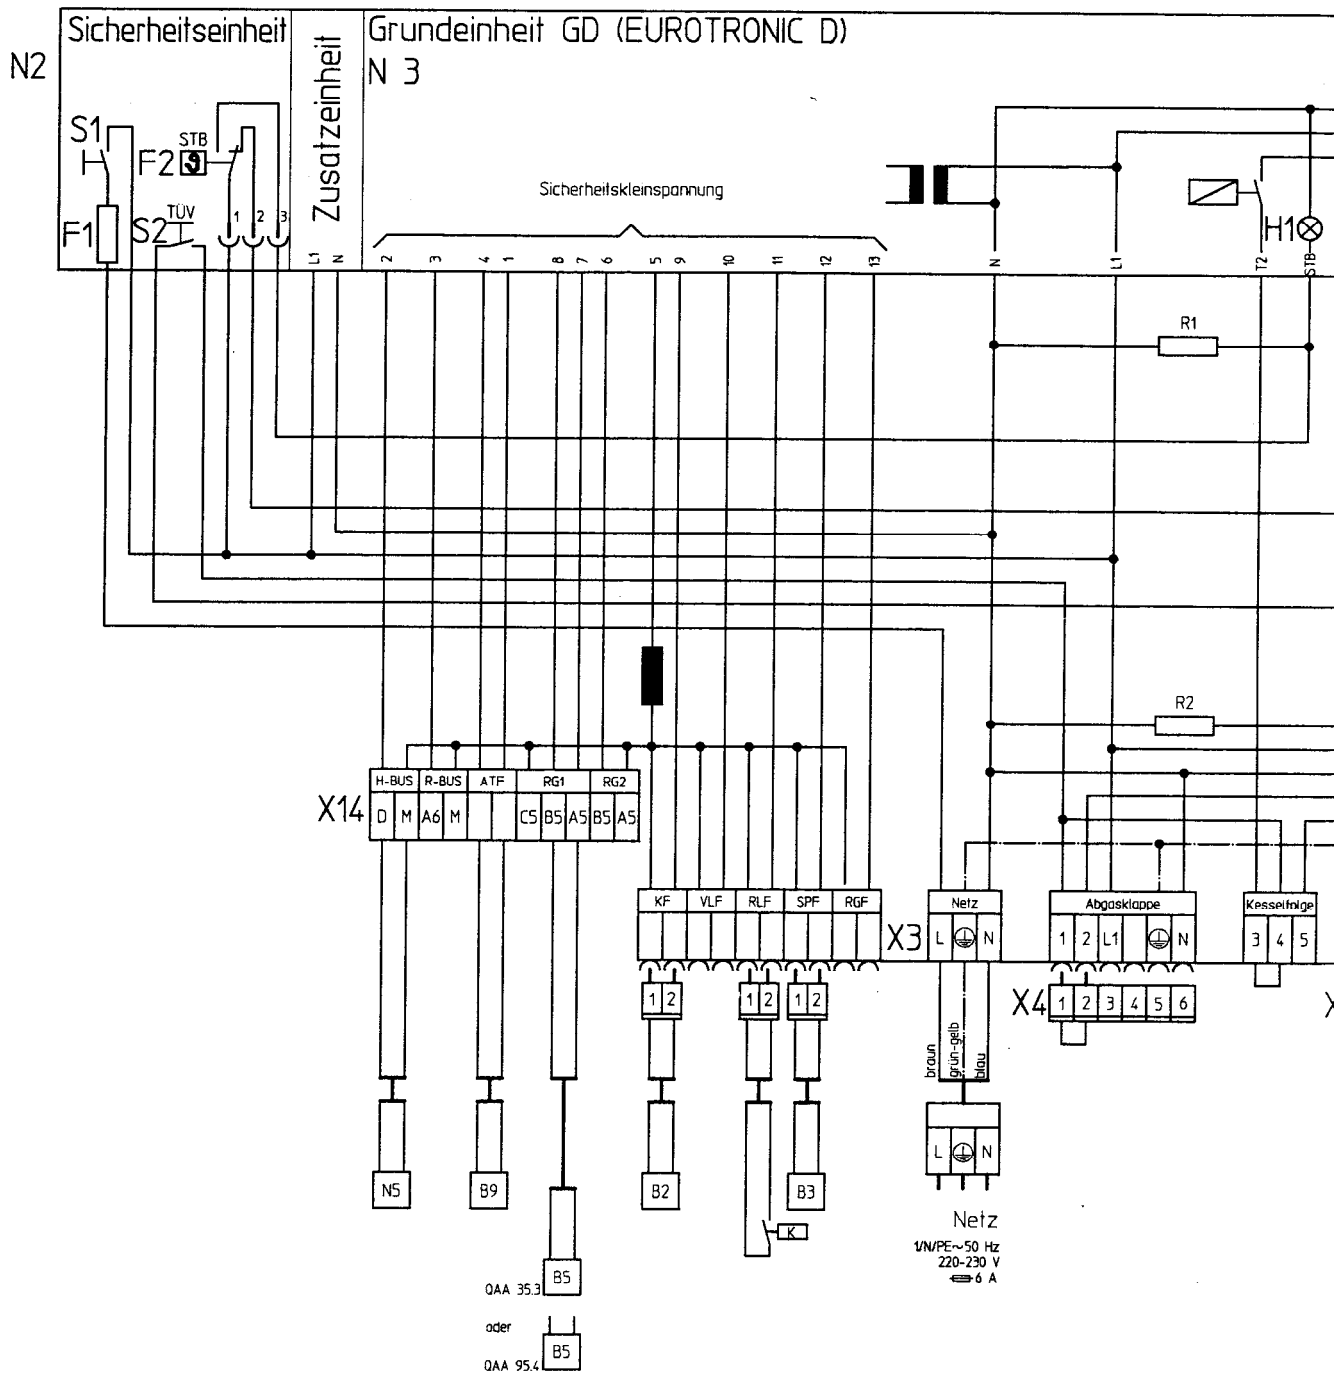 Sicherheitseinheit
Zusatzeinheit
Grundeinheit GD (EUROTRONIC D)
N2
N 3
S1
STB
F2
Sicherheitskleinspannung
TÜV
F1
S2
1 2 3
H1
L1 N 2 3 4 1 8 7 6 5 9 10 11 12 13 N L1 T2 STB
R1
R2
H-BUS R-BUS ATF RG1 RG2
X14
D M A6 M C5 B5 A5 B5 A5
KF VLF RLF SPF RGF
X3
Netz
L N
Abgasklappe
1 2 L1 N
Kesselfolge
3 4 5
1 2
1 2
1 2
X4
1 2 3 4 5 6
X
braun
grün-gelb
blau
L N
N5
B9
B2
B3
K
Netz
1/N/PE~50 Hz
220-230 V
6 A
QAA 35.3
B5
oder
QAA 95.4
B5